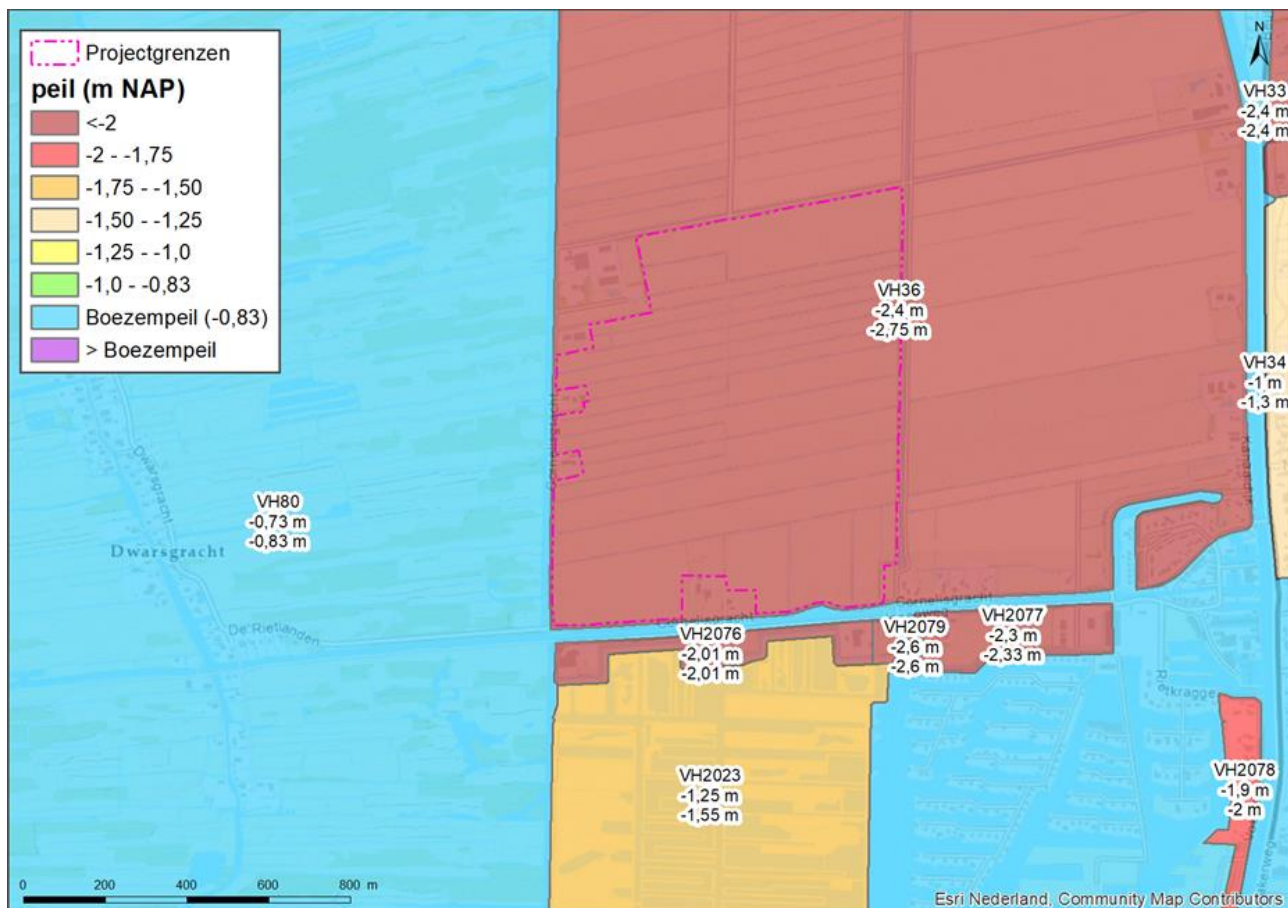 Projectgrenzen
peil (m NAP)
<-2
-2 - -1,75
-1,75 - -1,50
-1,50 - -1,25
-1,25 - -1,0
-1,0 - -0,83
Boezempeil (-0,83)
> Boezempeil
N
VH33
-2,4 m
-2,4 m
VH36
-2,4 m
-2,75 m
VH34
-1 m
-1,3 m
Dwarsgracht
VH80
-0,73 m
-0,83 m
Dwarsgracht
De Rietlanden
Cornelisgracht
VH2076
-2,01 m
-2,01 m
VH2079
-2,6 m
-2,6 m
VH2077
-2,3 m
-2,33 m
VH2023
-1,25 m
-1,55 m
VH2078
-1,9 m
-2 m
0 200 400 600 800 m
Esri Nederland, Community Map Contributors